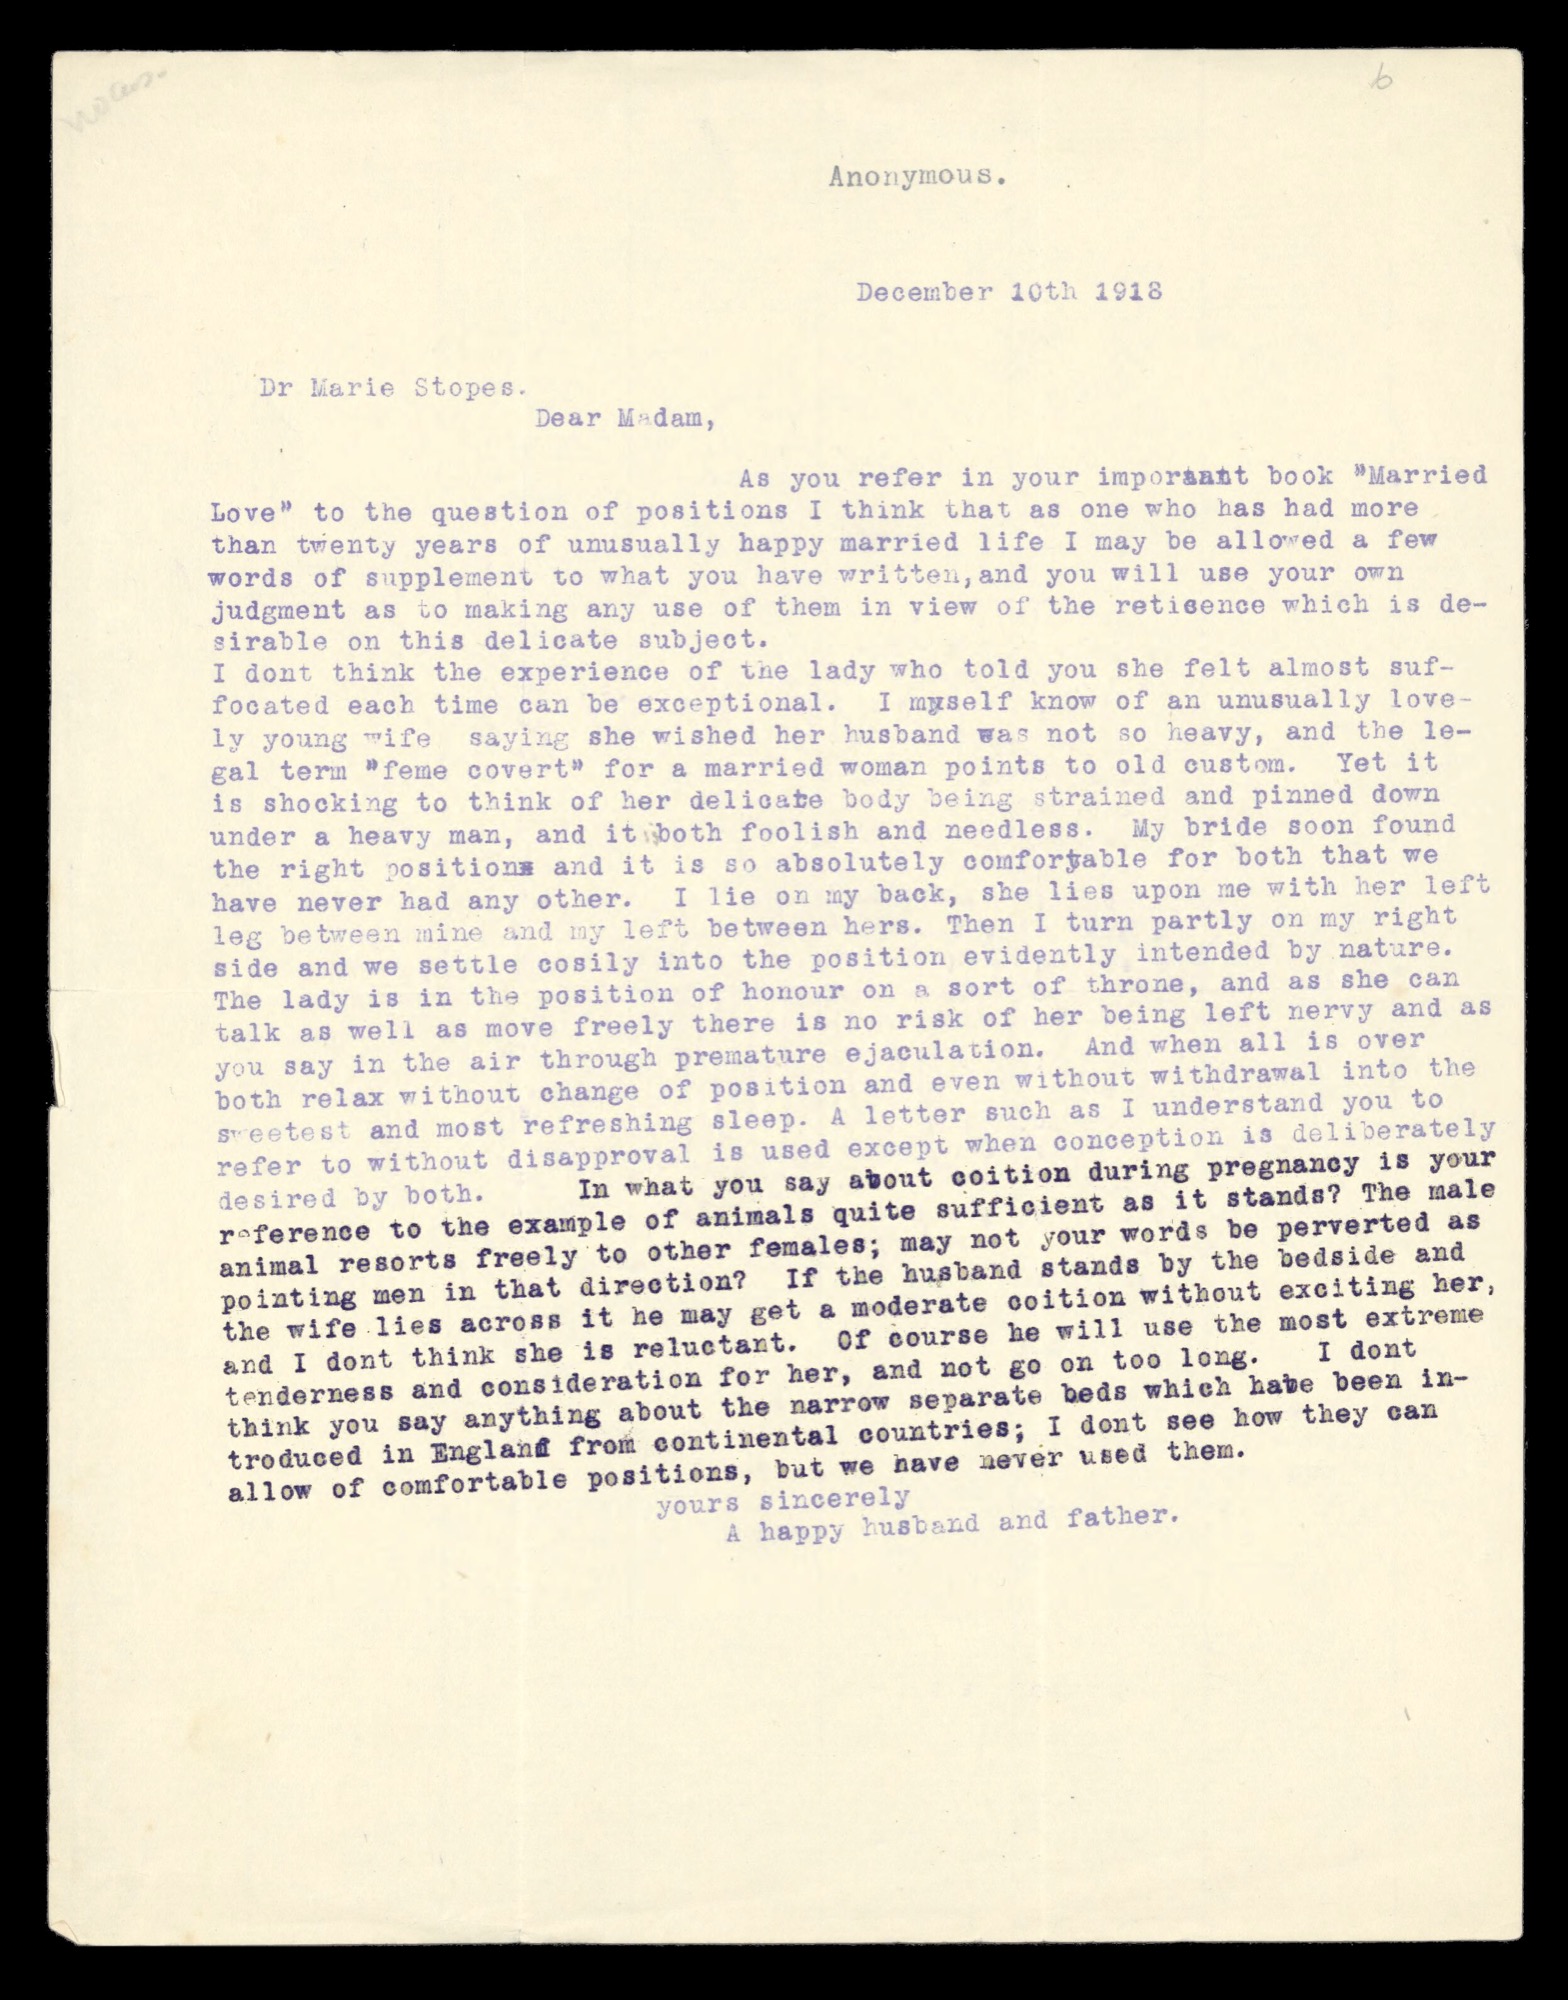 6
Anonymous.
December 10th 1918
Dr Marie Stopes.
Dear Madam,
As you refer in your important book "Married
Love" to the question of positions I think that as one who has had more
than twenty years of unusually happy married life I may be allowed a few
words of supplement to what you have written,and you will use your own
judgment as to making any use of them in view of the reticence which is de-
sirable on this delicate subject.
I dont think the experience of the lady who told you she felt almost suf-
focated each time can be exceptional. I myself know of an unusually love-
ly young wife saying she wished her husband was not so heavy, and the le-
gal term "feme covert" for a married woman points to old custom. Yet it
is shocking to think of her delicate body being strained and pinned down
under a heavy man, and it both foolish and needless. My bride soon found
the right position and it is so absolutely comfortable for both that we
have never had any other. I lie on my back, she lies upon me with her left
leg between mine and my left between hers. Then I turn partly on my right
side and we settle cosily into the position evidently intended by nature.
The lady is in the position of honour on a sort of throne, and as she can
talk as well as move freely there is no risk of her being left nervy and as
you say in the air through premature ejaculation. And when all is over
both relax without change of position and even without withdrawal into the
sweetest and most refreshing sleep. A letter such as I understand you to
refer to without disapproval is used except when conception is deliberately
desired by both. In what you say about coition during pregnancy is your
reference to the example of animals quite sufficient as it stands? The male
animal resorts freely to other females; may not your words be perverted as
pointing men in that direction? If the husband stands by the bedside and
the wife lies across it he may get a moderate coition without exciting her,
and I dont think she is reluctant. Of course he will use the most extreme
tenderness and consideration for her, and not go on too long. I dont
think you say anything about the narrow separate beds which have been in-
troduced in England from continental countries; I dont see how they can
allow of comfortable positions, but we have never used them.
yours sincerely
A happy husband and father.